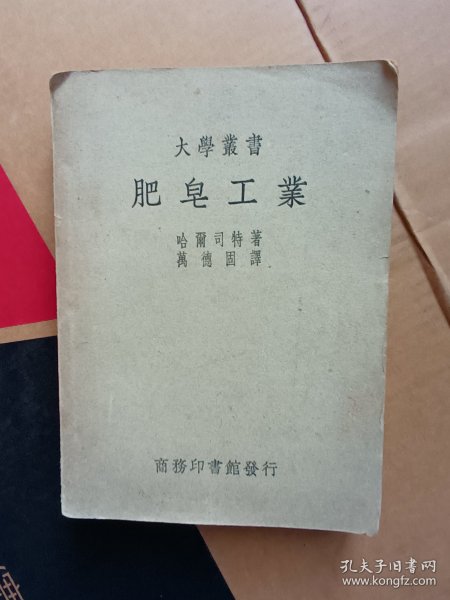 大學叢書
肥皂工業
哈爾司特著
萬德固譯
商務印書館發行
孔夫子旧书网
www.kongfz.com